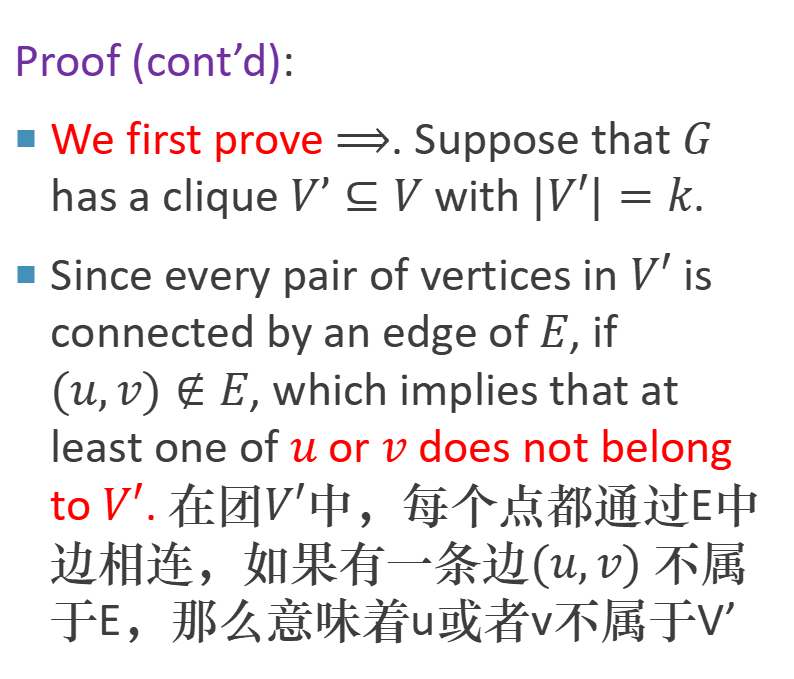 Proof (cont’d):
▪ We first prove ⟹. Suppose that G
has a clique V’ ⊆ V with |V′| = k.
▪ Since every pair of vertices in V′ is
connected by an edge of E, if
(u, v) ∉ E, which implies that at
least one of u or v does not belong
to V′. 在团V′中，每个点都通过E中
边相连，如果有一条边(u, v) 不属
于E，那么意味着u或者v不属于V’